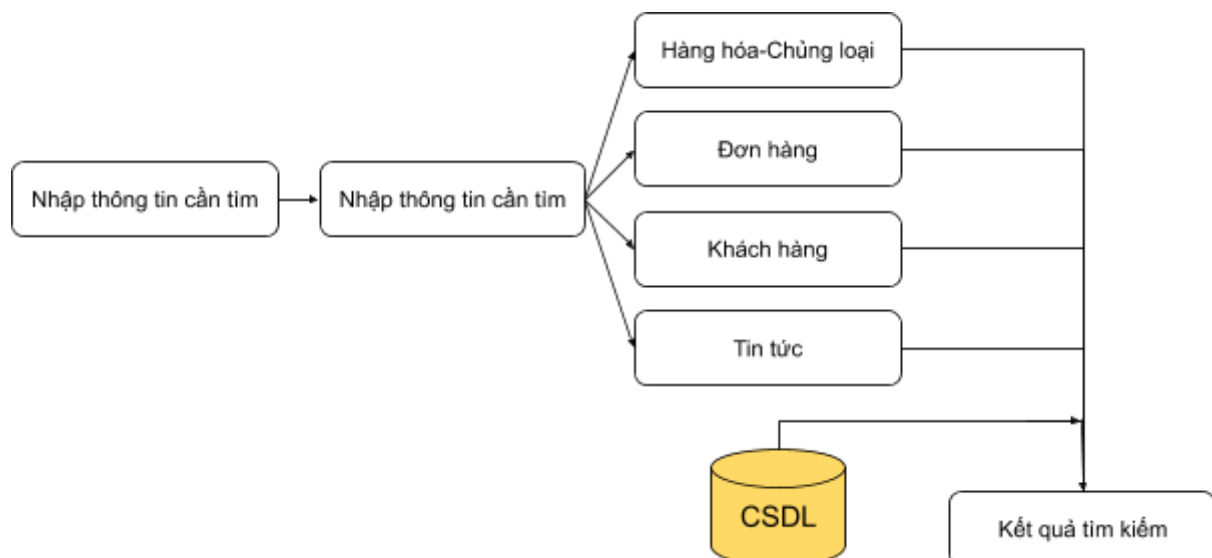 Hàng hóa-Chủng loại
Đơn hàng
Nhập thông tin cần tìm
Nhập thông tin cần tìm
Khách hàng
Tin tức
CSDL
Kết quả tìm kiếm